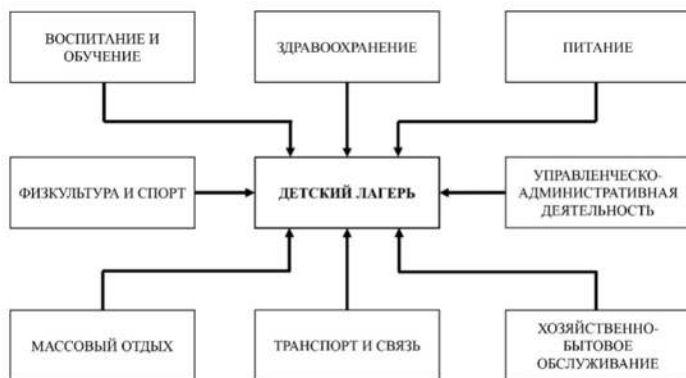 ВОСПИТАНИЕ И
ОБУЧЕНИЕ
ЗДРАВООХРАНЕНИЕ
ПИТАНИЕ
ФИЗКУЛЬТУРА И СПОРТ
ДЕТСКИЙ ЛАГЕРЬ
УПРАВЛЕНЧЕСКО-
АДМИНИСТРАТИВНАЯ
ДЕЯТЕЛЬНОСТЬ
МАССОВЫЙ ОТДЫХ
ТРАНСПОРТ И СВЯЗЬ
ХОЗЯЙСТВЕННО-
БЫТОВОЕ
ОБСЛУЖИВАНИЕ